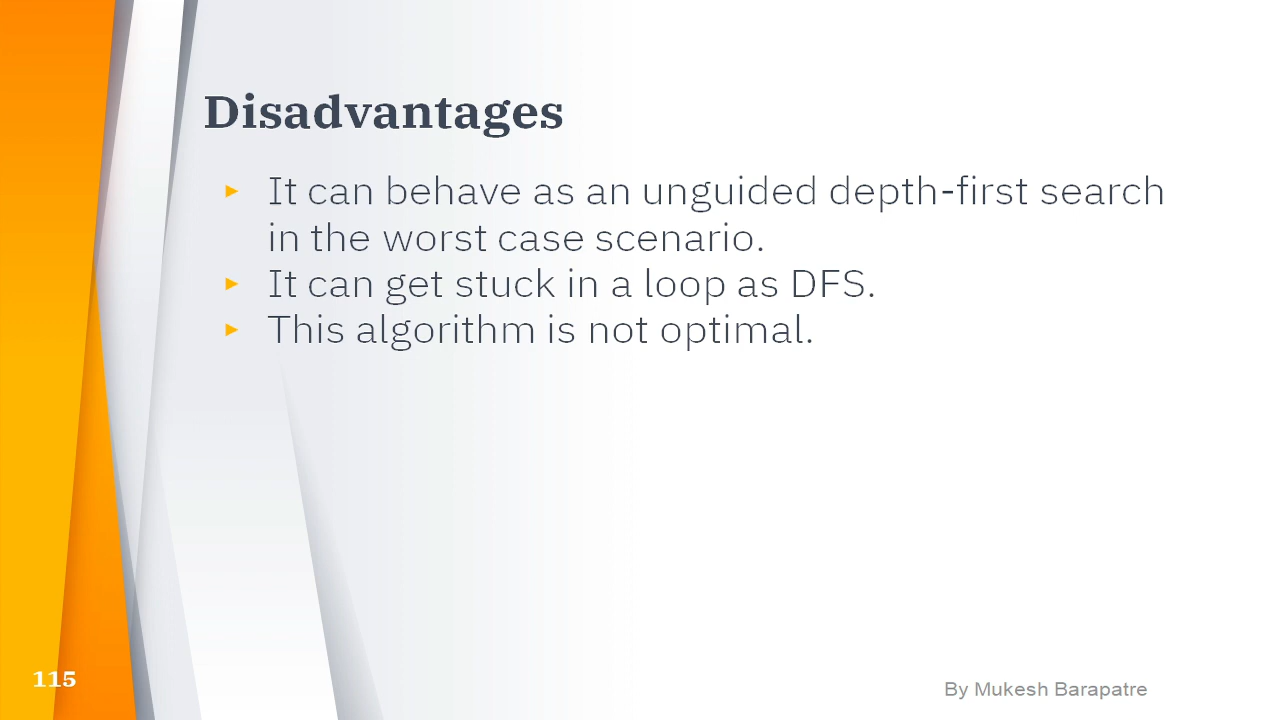 Disadvantages
▸ It can behave as an unguided depth-first search
in the worst case scenario.
▸ It can get stuck in a loop as DFS.
▸ This algorithm is not optimal.
115
By Mukesh Barapatre